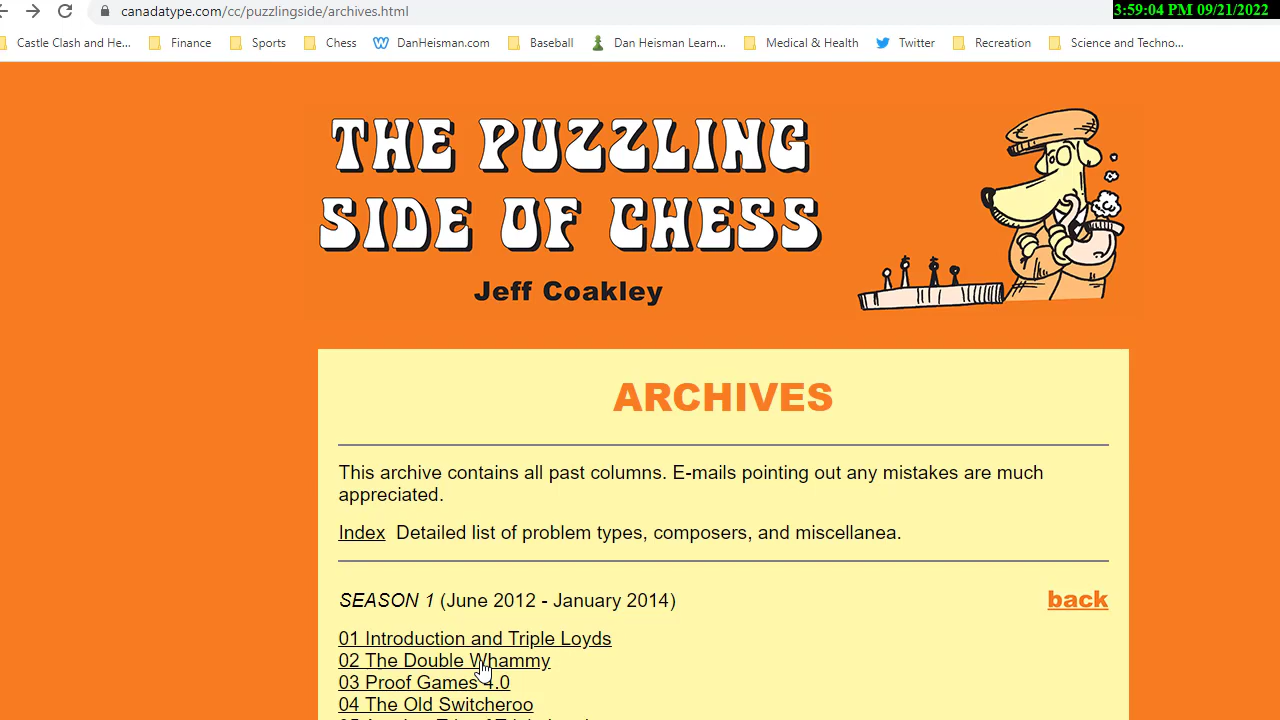 canadatype.com/cc/puzzlingside/archives.html
3:59:04 PM 09/21/2022
Castle Clash and He... Finance Sports Chess DanHeisman.com Baseball Dan Heisman Learn... Medical & Health Twitter Recreation Science and Techno...
THE PUZZLING
SIDE OF CHESS
Jeff Coakley
ARCHIVES
This archive contains all past columns. E-mails pointing out any mistakes are much
appreciated.
Index Detailed list of problem types, composers, and miscellanea.
SEASON 1 (June 2012 - January 2014) back
01 Introduction and Triple Loyds
02 The Double Whammy
03 Proof Games 4.0
04 The Old Switcheroo